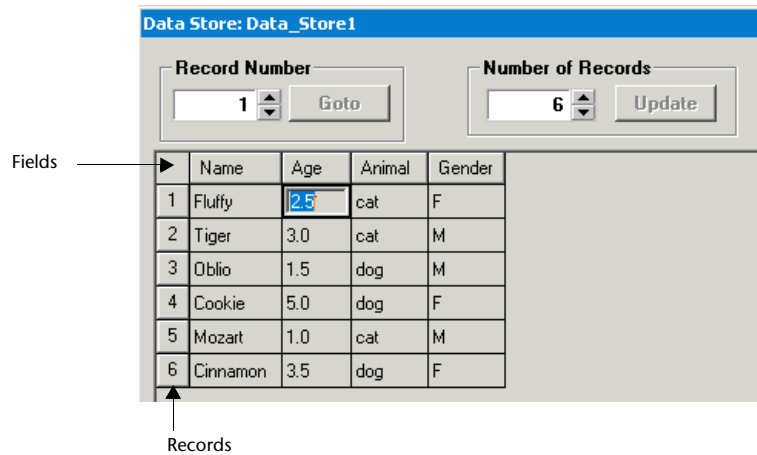 Data Store: Data_Store1
Record Number
Number of Records
1 Goto
6 Update
Fields
Name Age Animal Gender
1 Fluffy 2.5 cat F
2 Tiger 3.0 cat M
3 Oblio 1.5 dog M
4 Cookie 5.0 dog F
5 Mozart 1.0 cat M
6 Cinnamon 3.5 dog F
Records